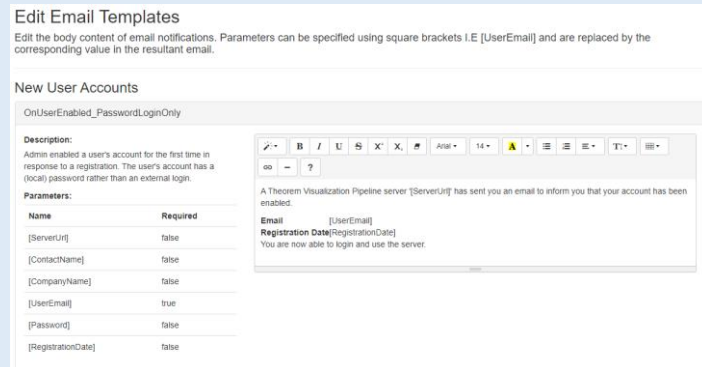 Edit Email Templates
Edit the body content of email notifications. Parameters can be specified using square brackets I.E [UserEmail] and are replaced by the
corresponding value in the resultant email.
New User Accounts
OnUserEnabled_PasswordLoginOnly
Description:
Admin enabled a user's account for the first time in
response to a registration. The user's account has a
(local) password rather than an external login.
Parameters:
Name Required
[ServerUrl] false
[ContactName] false
[CompanyName] false
[UserEmail] true
[Password] false
[RegistrationDate] false
B I U S X² X₂ Arial 14 A T:
?
A Theorem Visualization Pipeline server '[ServerUrl]' has sent you an email to inform you that your account has been
enabled.
Email [UserEmail]
Registration Date[RegistrationDate]
You are now able to login and use the server.